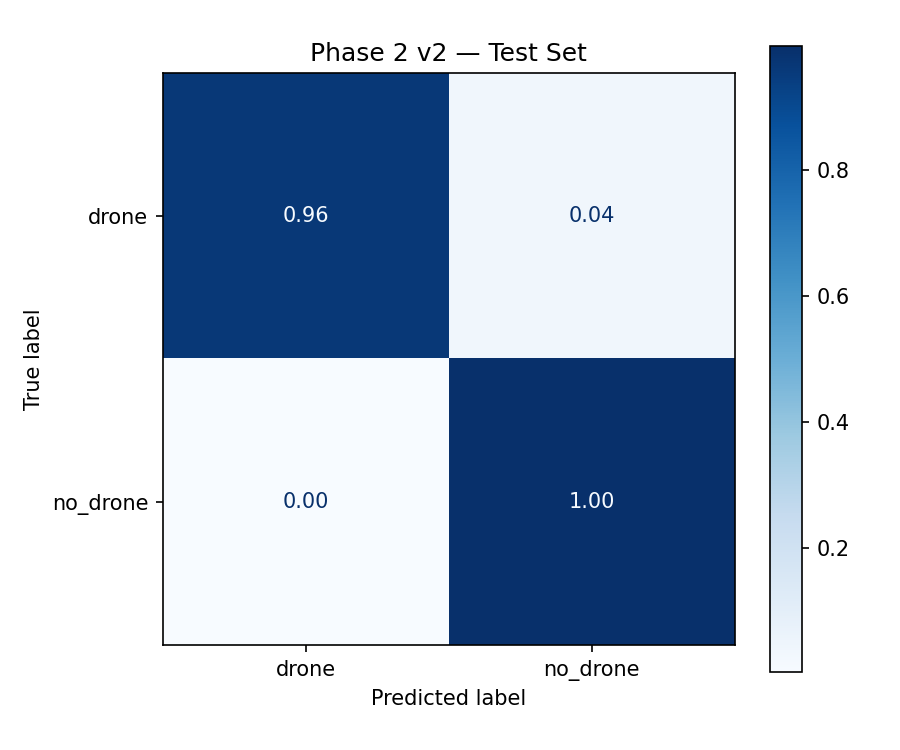 Phase 2 v2 — Test Set
True label
drone
0.96
0.04
no_drone
0.00
1.00
drone
no_drone
Predicted label
0.8
0.6
0.4
0.2